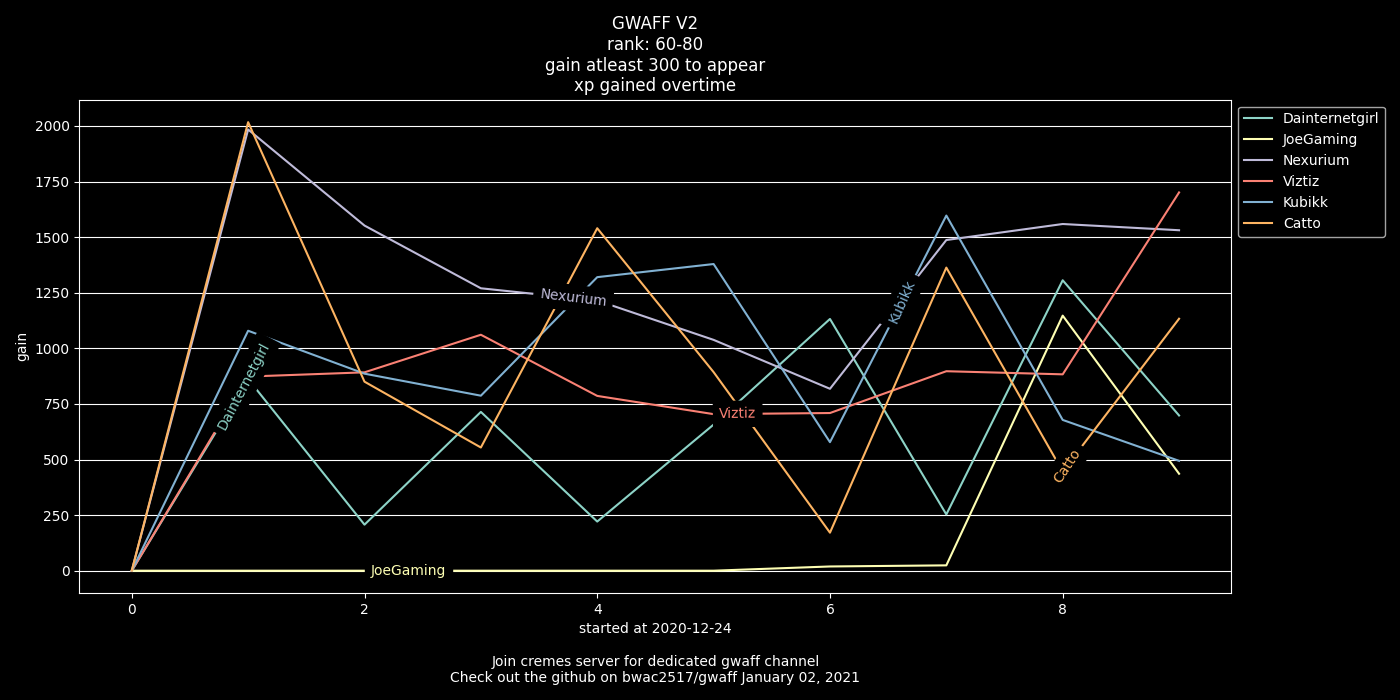 GWAFF V2
rank: 60-80
gain atleast 300 to appear
xp gained overtime
gain
2000
1750
1500
1250
1000
750
500
250
0
Dainternetgirl
JoeGaming
Nexurium
Viztiz
Kubikk
Catto
0
2
4
6
8
started at 2020-12-24
Join cremes server for dedicated gwaff channel
Check out the github on bwac2517/gwaff January 02, 2021
Dainternetgirl
JoeGaming
Nexurium
Viztiz
Kubikk
Catto